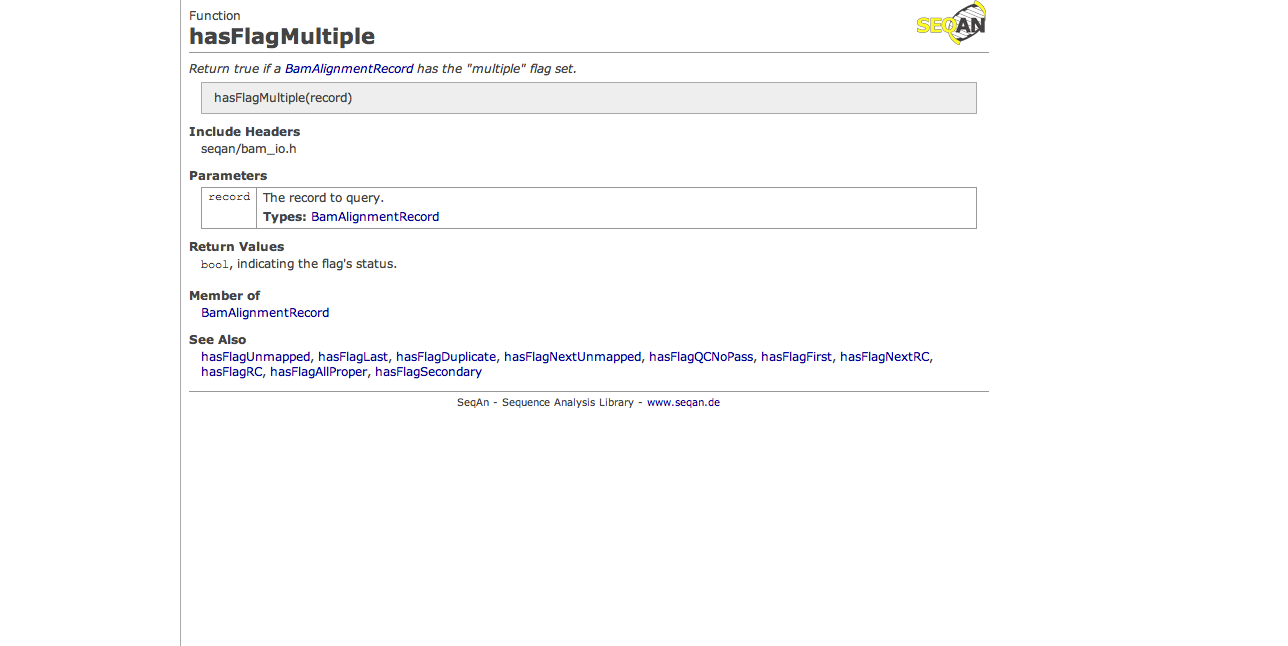 Function
SEQAN
hasFlagMultiple
Return true if a BamAlignmentRecord has the "multiple" flag set.
hasFlagMultiple(record)
Include Headers
seqan/bam_io.h
Parameters
record The record to query.
Types: BamAlignmentRecord
Return Values
bool, indicating the flag's status.
Member of
BamAlignmentRecord
See Also
hasFlagUnmapped, hasFlagLast, hasFlagDuplicate, hasFlagNextUnmapped, hasFlagQCNoPass, hasFlagFirst, hasFlagNextRC,
hasFlagRC, hasFlagAllProper, hasFlagSecondary
SeqAn - Sequence Analysis Library - www.seqan.de